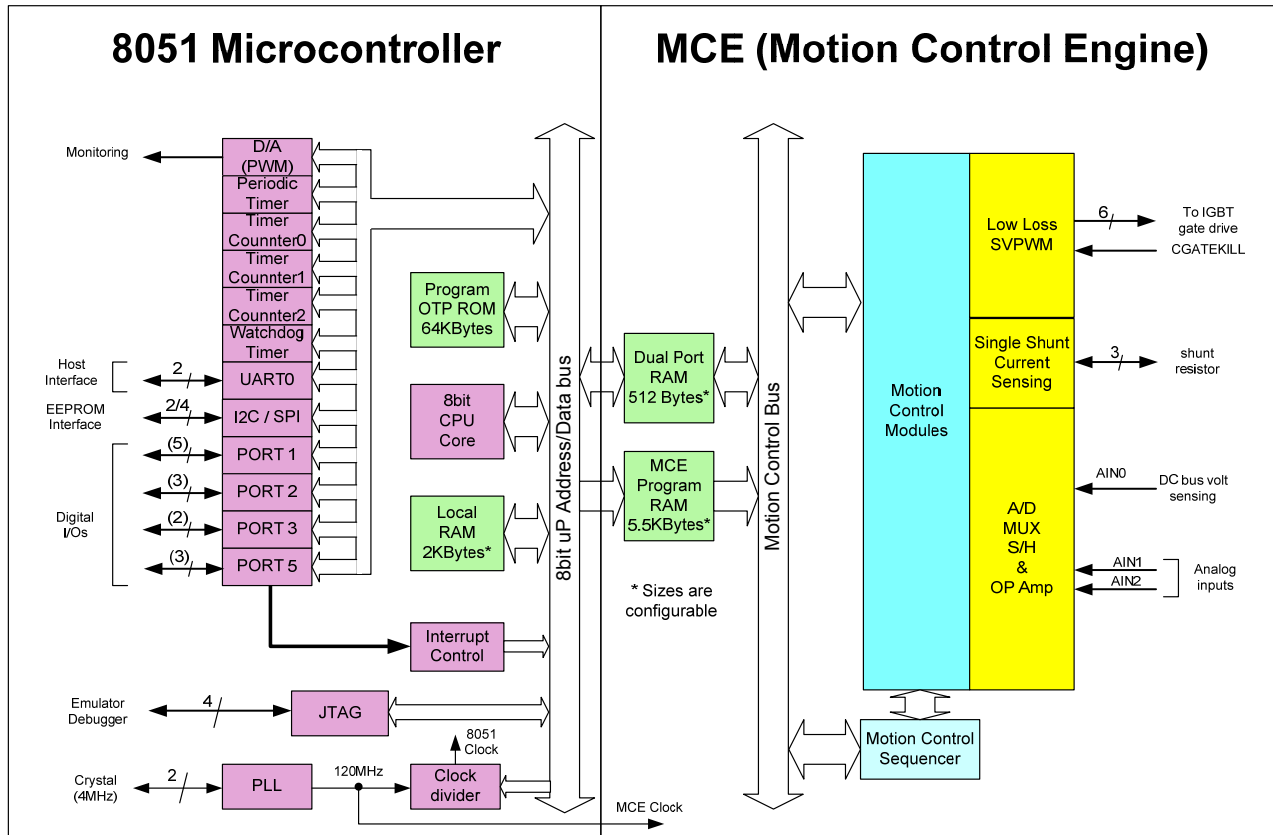 8051 Microcontroller
MCE (Motion Control Engine)
Monitoring
D/A
(PWM)
Periodic
Timer
Timer
Counnter0
Timer
Counnter1
Timer
Counnter2
Watchdog
Timer
Host
Interface
2
UART0
EEPROM
Interface
2/4
I2C / SPI
Digital
I/Os
(5)
PORT 1
(3)
PORT 2
(2)
PORT 3
(3)
PORT 5
Program
OTP ROM
64KBytes
8bit
CPU
Core
Local
RAM
2KBytes*
Interrupt
Control
Emulator
Debugger
4
JTAG
8051
Clock
Crystal
(4MHz)
2
PLL
120MHz
Clock
divider
MCE Clock
8bit uP Address/Data bus
Dual Port
RAM
512 Bytes*
MCE
Program
RAM
5.5KBytes*
* Sizes are
configurable
Motion Control Bus
Motion
Control
Modules
Low Loss
SVPWM
6
To IGBT
gate drive
CGATEKILL
Single Shunt
Current
Sensing
3
shunt
resistor
A/D
MUX
S/H
&
OP Amp
AIN0
DC bus volt
sensing
AIN1
AIN2
Analog
inputs
Motion Control
Sequencer